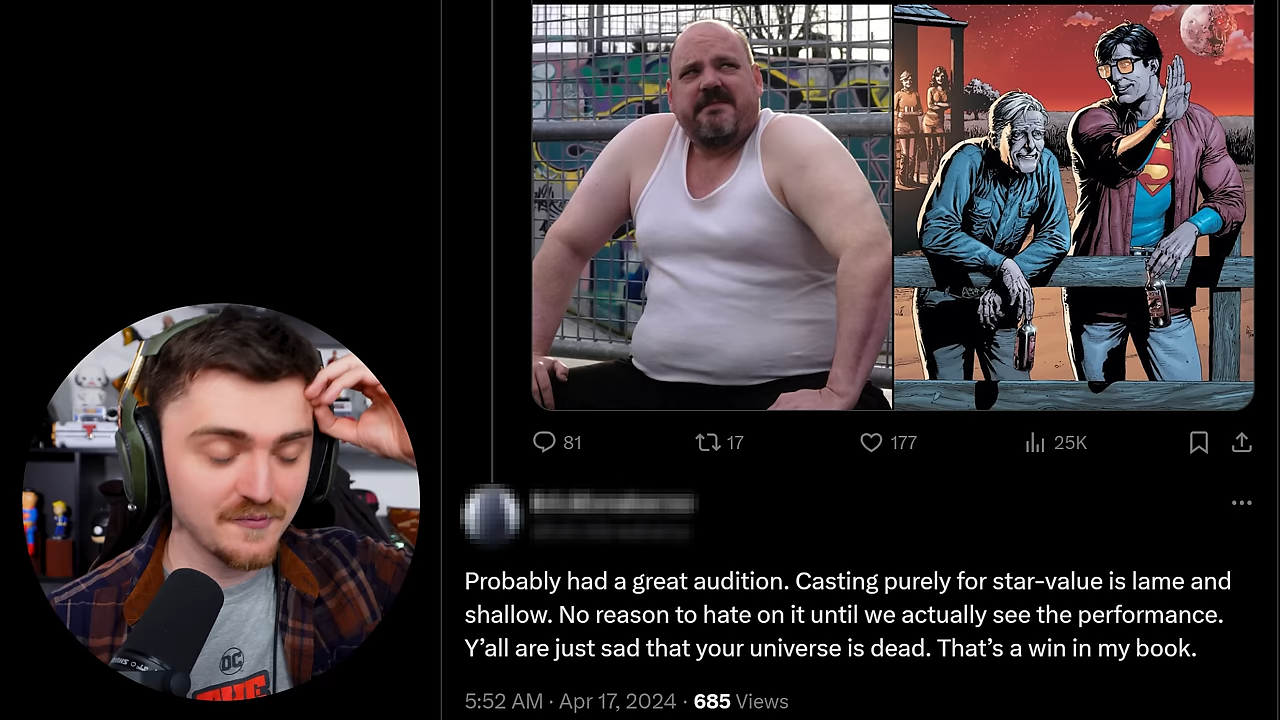 81 17 177 25K
Probably had a great audition. Casting purely for star-value is lame and
shallow. No reason to hate on it until we actually see the performance.
Y’all are just sad that your universe is dead. That’s a win in my book.
5:52 AM · Apr 17, 2024 · 685 Views
DC